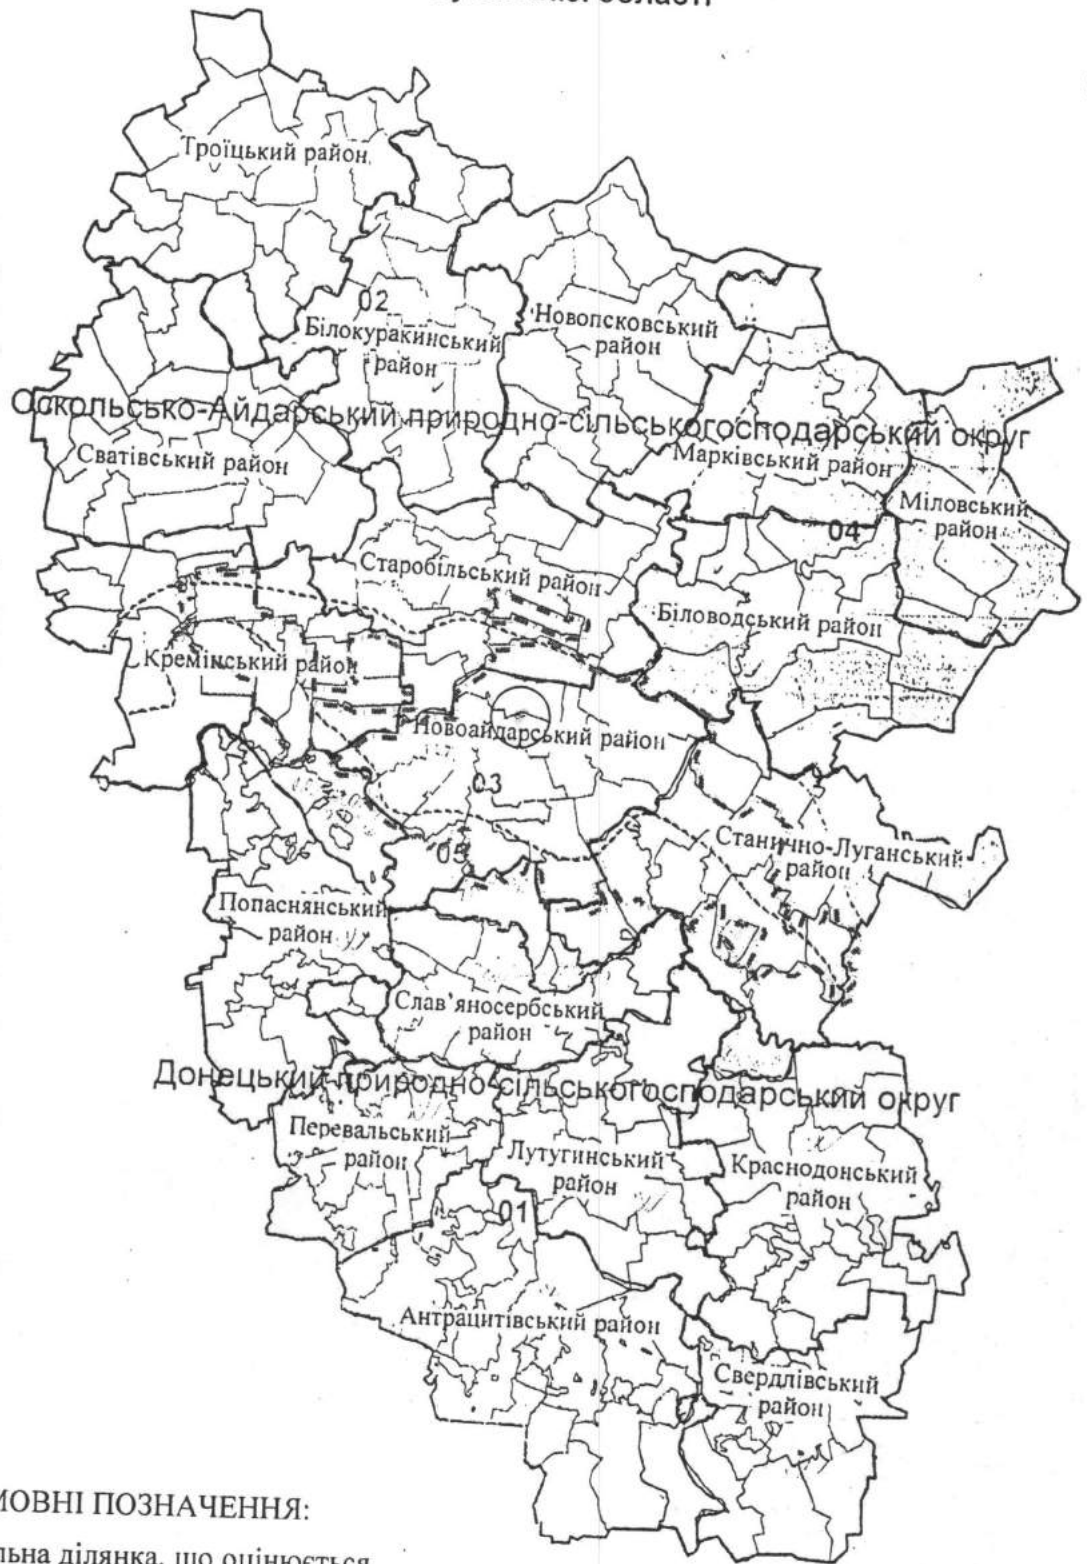 області
Троїцький район
02
Білокуракинський
район
Новопсковський
район
Оскольсько-Айдарський природно-сільськогосподарський округ
Сватівський район
Марківський район
Міловський
район
04
Старобільський район
Біловодський район
Кремінський район
Новоайдарський район
03
Станично-Луганський
район
05
Попаснянський
район
Слав'яносербський
район
Донецький природно-сільськогосподарський округ
Перевальський
район
Лутугинський
район
Краснодонський
район
01
Антрацитівський район
Свердлівський
район
МОВНІ ПОЗНАЧЕННЯ:
льна ділянка, що оцінюється